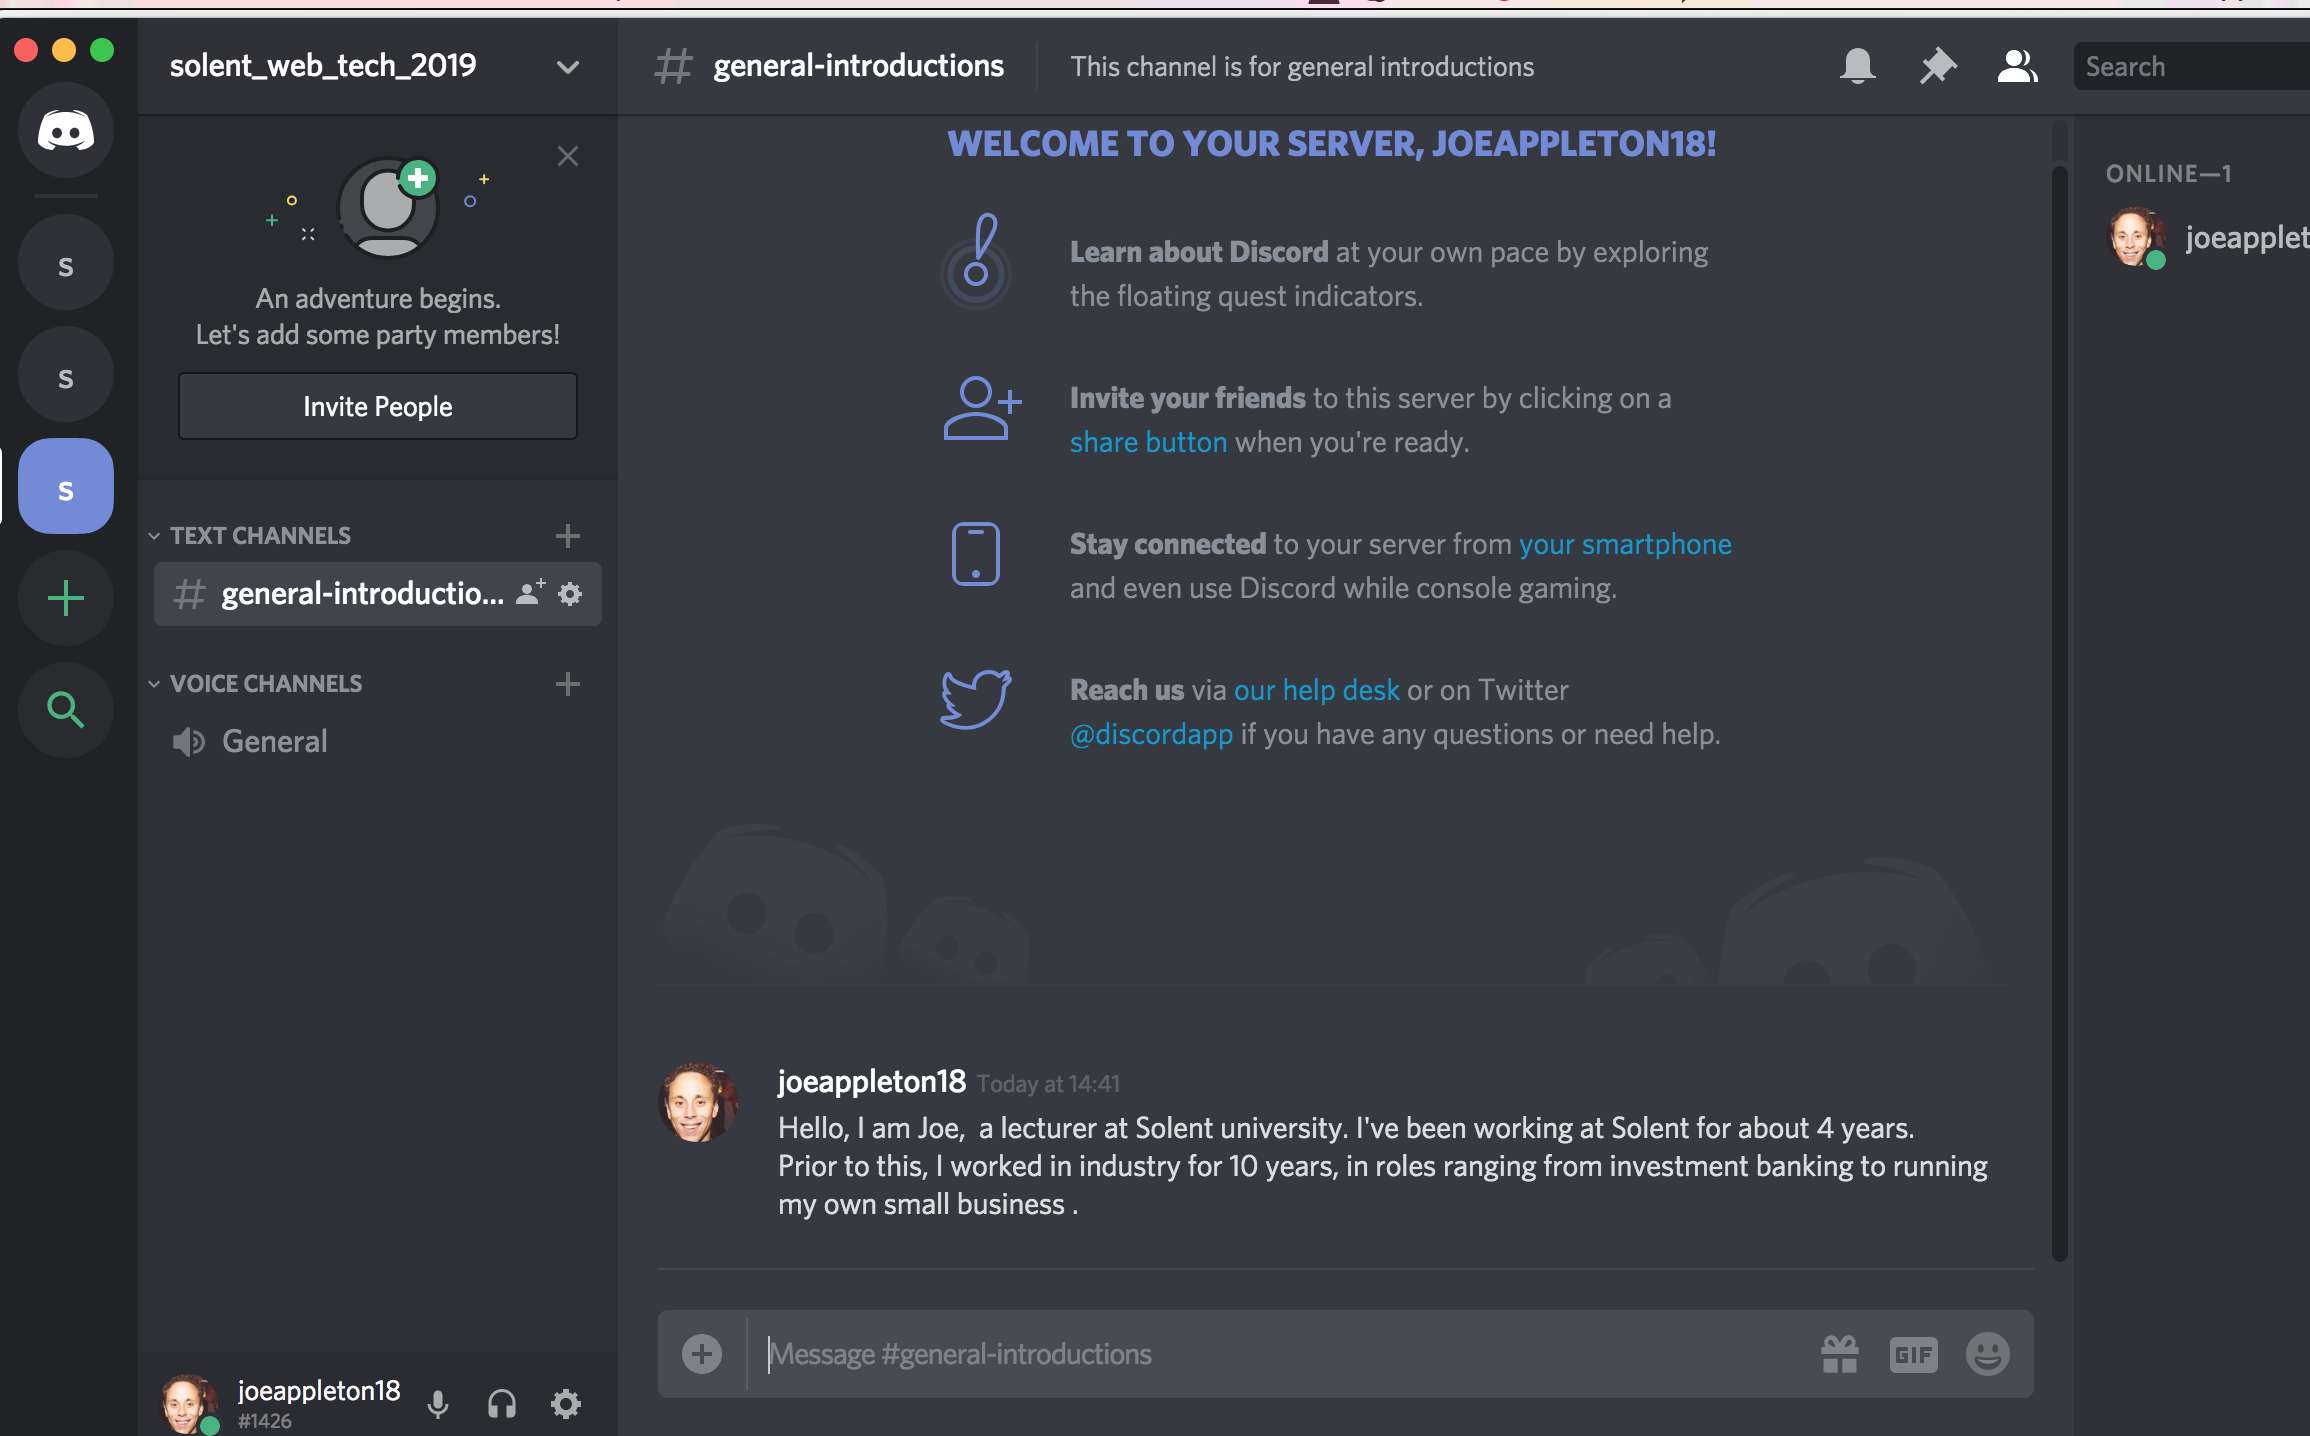 solent_web_tech_2019
general-introductions
This channel is for general introductions
Search
s
s
s
An adventure begins.
Let's add some party members!
Invite People
TEXT CHANNELS
general-introductio...
VOICE CHANNELS
General
joeappleton18
#1426
WELCOME TO YOUR SERVER, JOEAPPLETON18!
Learn about Discord at your own pace by exploring
the floating quest indicators.
Invite your friends to this server by clicking on a
share button when you're ready.
Stay connected to your server from your smartphone
and even use Discord while console gaming.
Reach us via our help desk or on Twitter
@discordapp if you have any questions or need help.
joeappleton18 Today at 14:41
Hello, I am Joe,  a lecturer at Solent university. I've been working at Solent for about 4 years.
Prior to this, I worked in industry for 10 years, in roles ranging from investment banking to running
my own small business .
Message #general-introductions
GIF
ONLINE—1
joeapplet